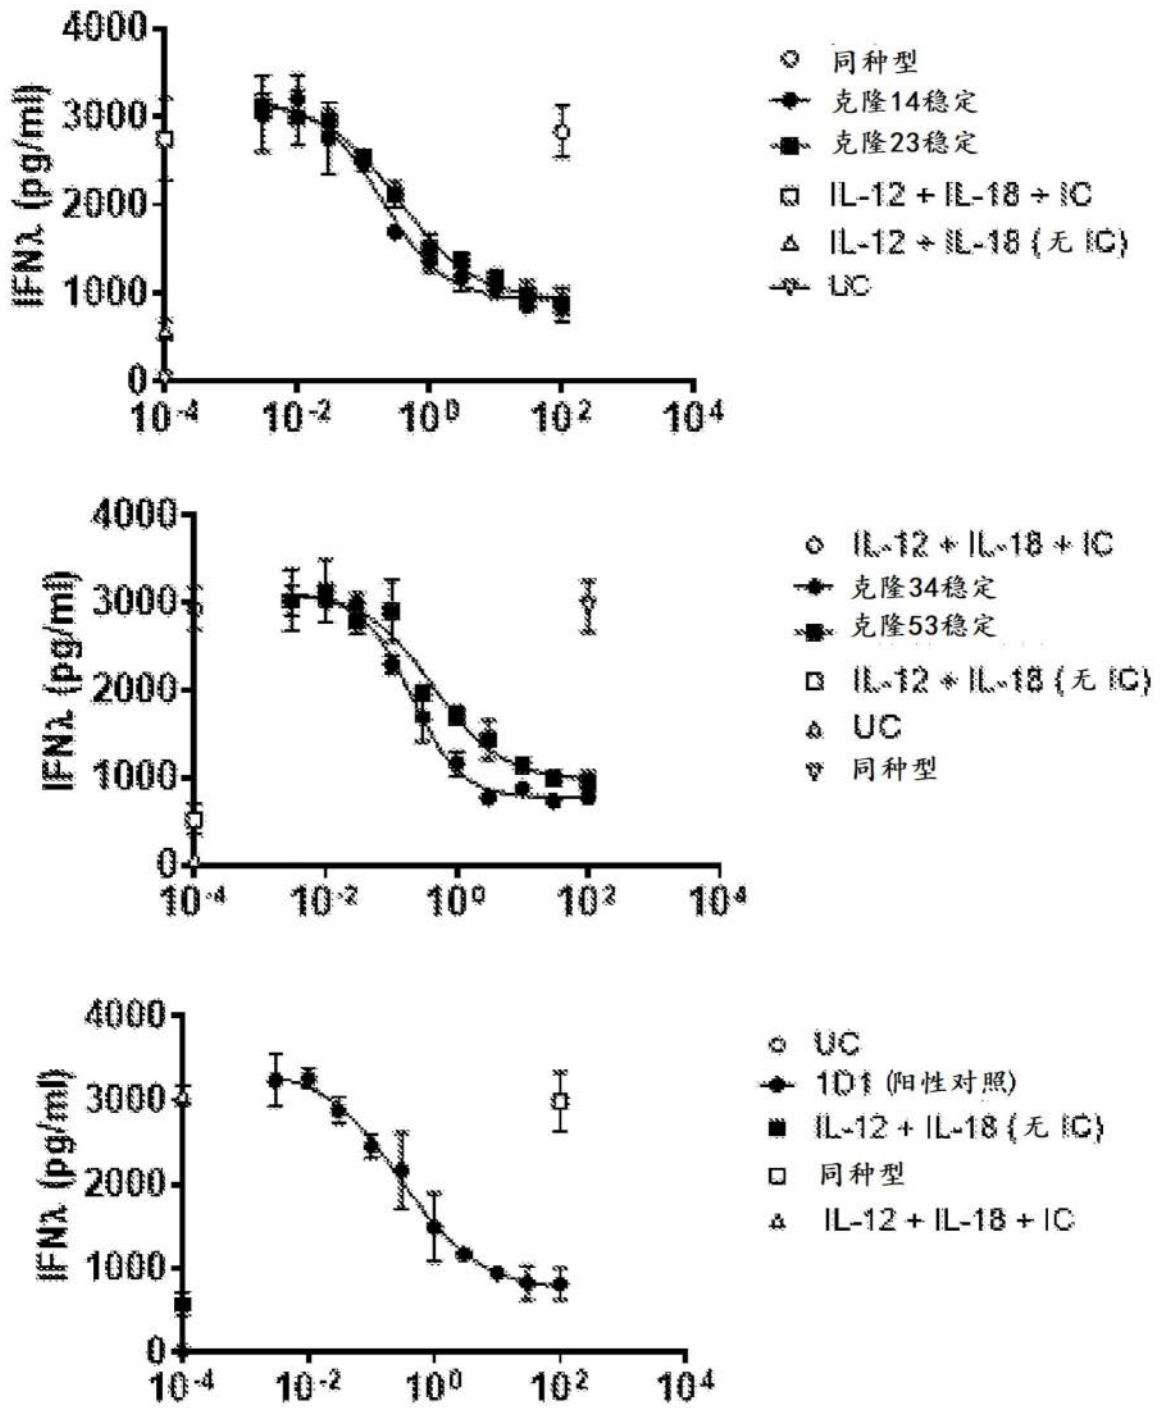 4000
3000
2000
1000
0
IFNλ (pg/ml)
10-4 10-2 100 102 104
同种型
克隆14稳定
克隆23稳定
IL-12 + IL-18 + IC
IL-12 + IL-18 (无 IC)
UC
4000
3000
2000
1000
0
IFNλ (pg/ml)
10-4 10-2 100 102 104
IL-12 + IL-18 + IC
克隆34稳定
克隆53稳定
IL-12 + IL-18 (无 IC)
UC
同种型
4000
3000
2000
1000
0
IFNλ (pg/ml)
10-4 10-2 100 102 104
UC
1D1 (阳性对照)
IL-12 + IL-18 (无 IC)
同种型
IL-12 + IL-18 + IC